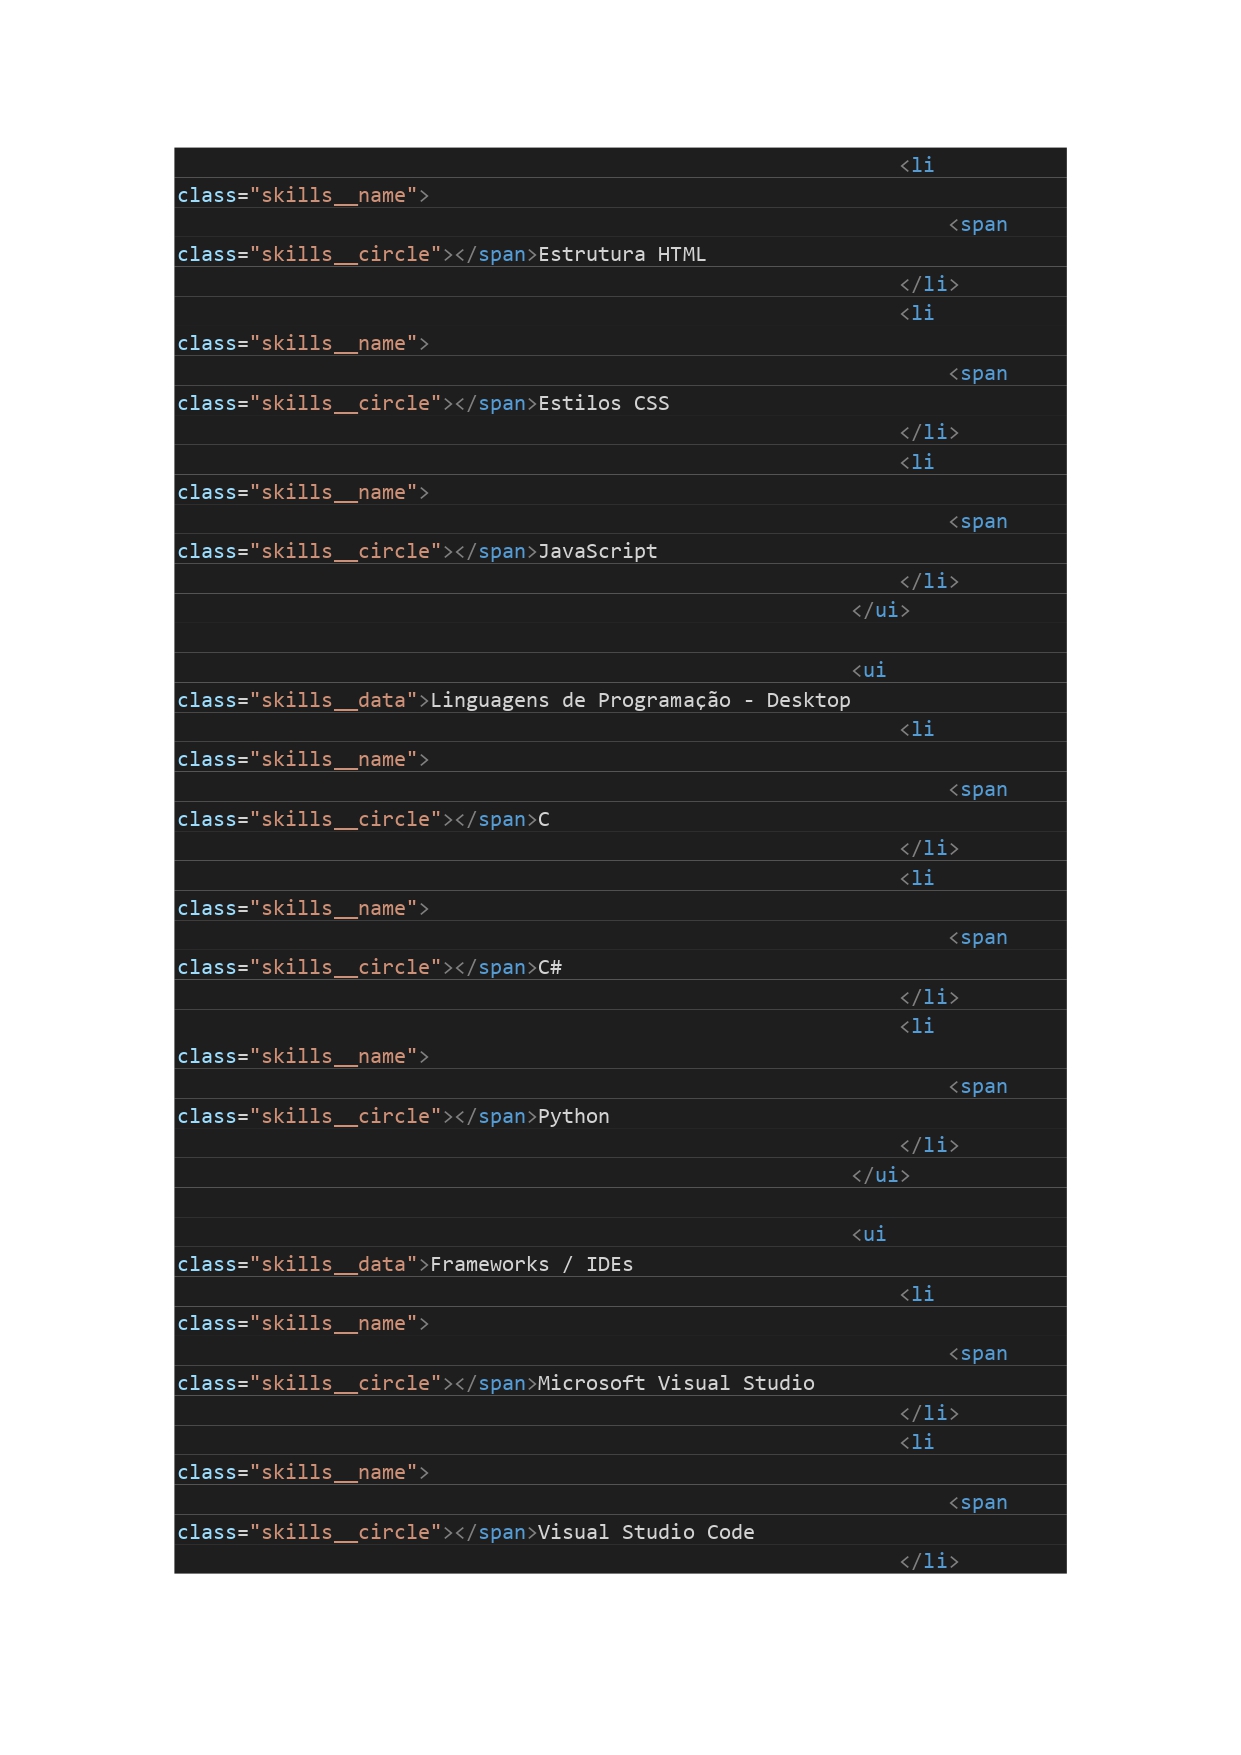 <li
class="skills__name">
<span
class="skills__circle"></span>Estrutura HTML
</li>
<li
class="skills__name">
<span
class="skills__circle"></span>Estilos CSS
</li>
<li
class="skills__name">
<span
class="skills__circle"></span>JavaScript
</li>
</ui>
<ui
class="skills__data">Linguagens de Programação - Desktop
<li
class="skills__name">
<span
class="skills__circle"></span>C
</li>
<li
class="skills__name">
<span
class="skills__circle"></span>C#
</li>
<li
class="skills__name">
<span
class="skills__circle"></span>Python
</li>
</ui>
<ui
class="skills__data">Frameworks / IDEs
<li
class="skills__name">
<span
class="skills__circle"></span>Microsoft Visual Studio
</li>
<li
class="skills__name">
<span
class="skills__circle"></span>Visual Studio Code
</li>